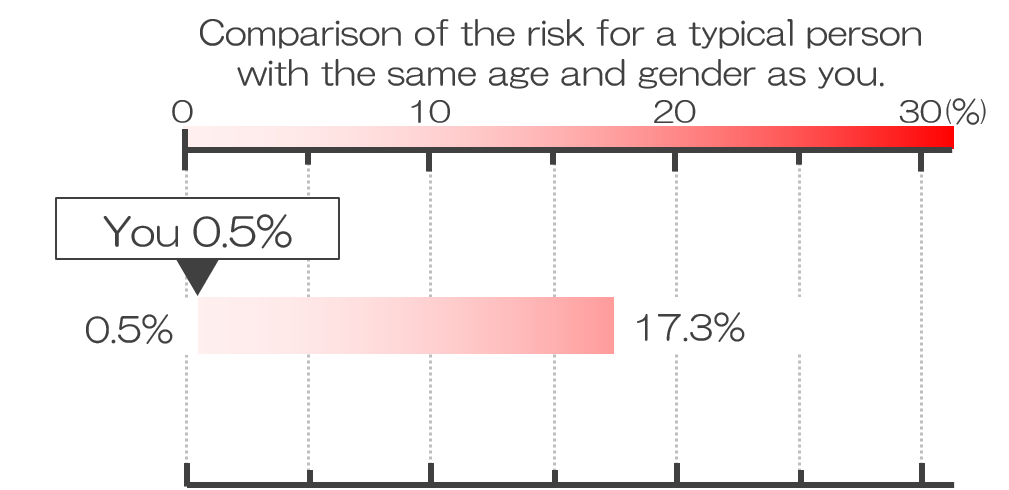 Comparison of the risk for a typical person
with the same age and gender as you.
0 10 20 30(%)
You 0.5%
0.5% 17.3%